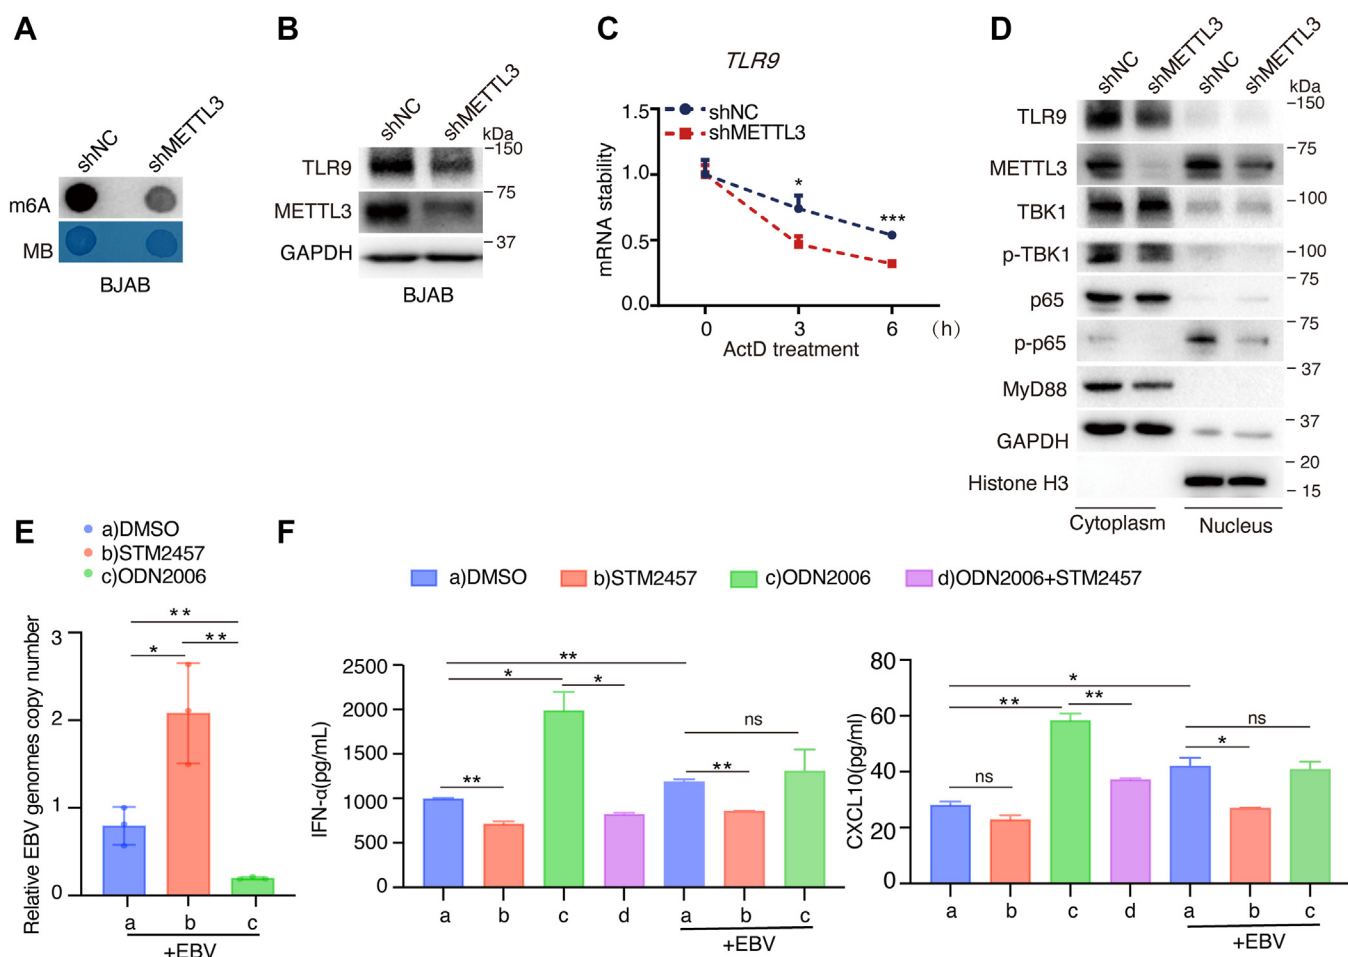 A
shNC
shMETTL3
m6A
MB
BJAB
B
shNC
shMETTL3
kDa
TLR9
150
METTL3
75
GAPDH
37
BJAB
C
TLR9
shNC
shMETTL3
mRNA stability
1.5
1.0
0.5
0.0
*
***
0 3 6 (h)
ActD treatment
D
shNC
shMETTL3
shNC
shMETTL3
kDa
TLR9
150
METTL3
75
TBK1
100
p-TBK1
100
p65
75
p-p65
75
MyD88
37
GAPDH
37
Histone H3
20
15
Cytoplasm Nucleus
E
a)DMSO
b)STM2457
c)ODN2006
Relative EBV genomes copy number
3
2
1
0
**
**
*
a b c
+EBV
F
a)DMSO b)STM2457 c)ODN2006 d)ODN2006+STM2457
IFN-α(pg/mL)
2500
2000
1500
1000
500
0
**
* *
ns
** **
a b c d a b c
+EBV
CXCL10(pg/ml)
80
60
40
20
0
*
** **
ns
*
ns
a b c d a b c
+EBV